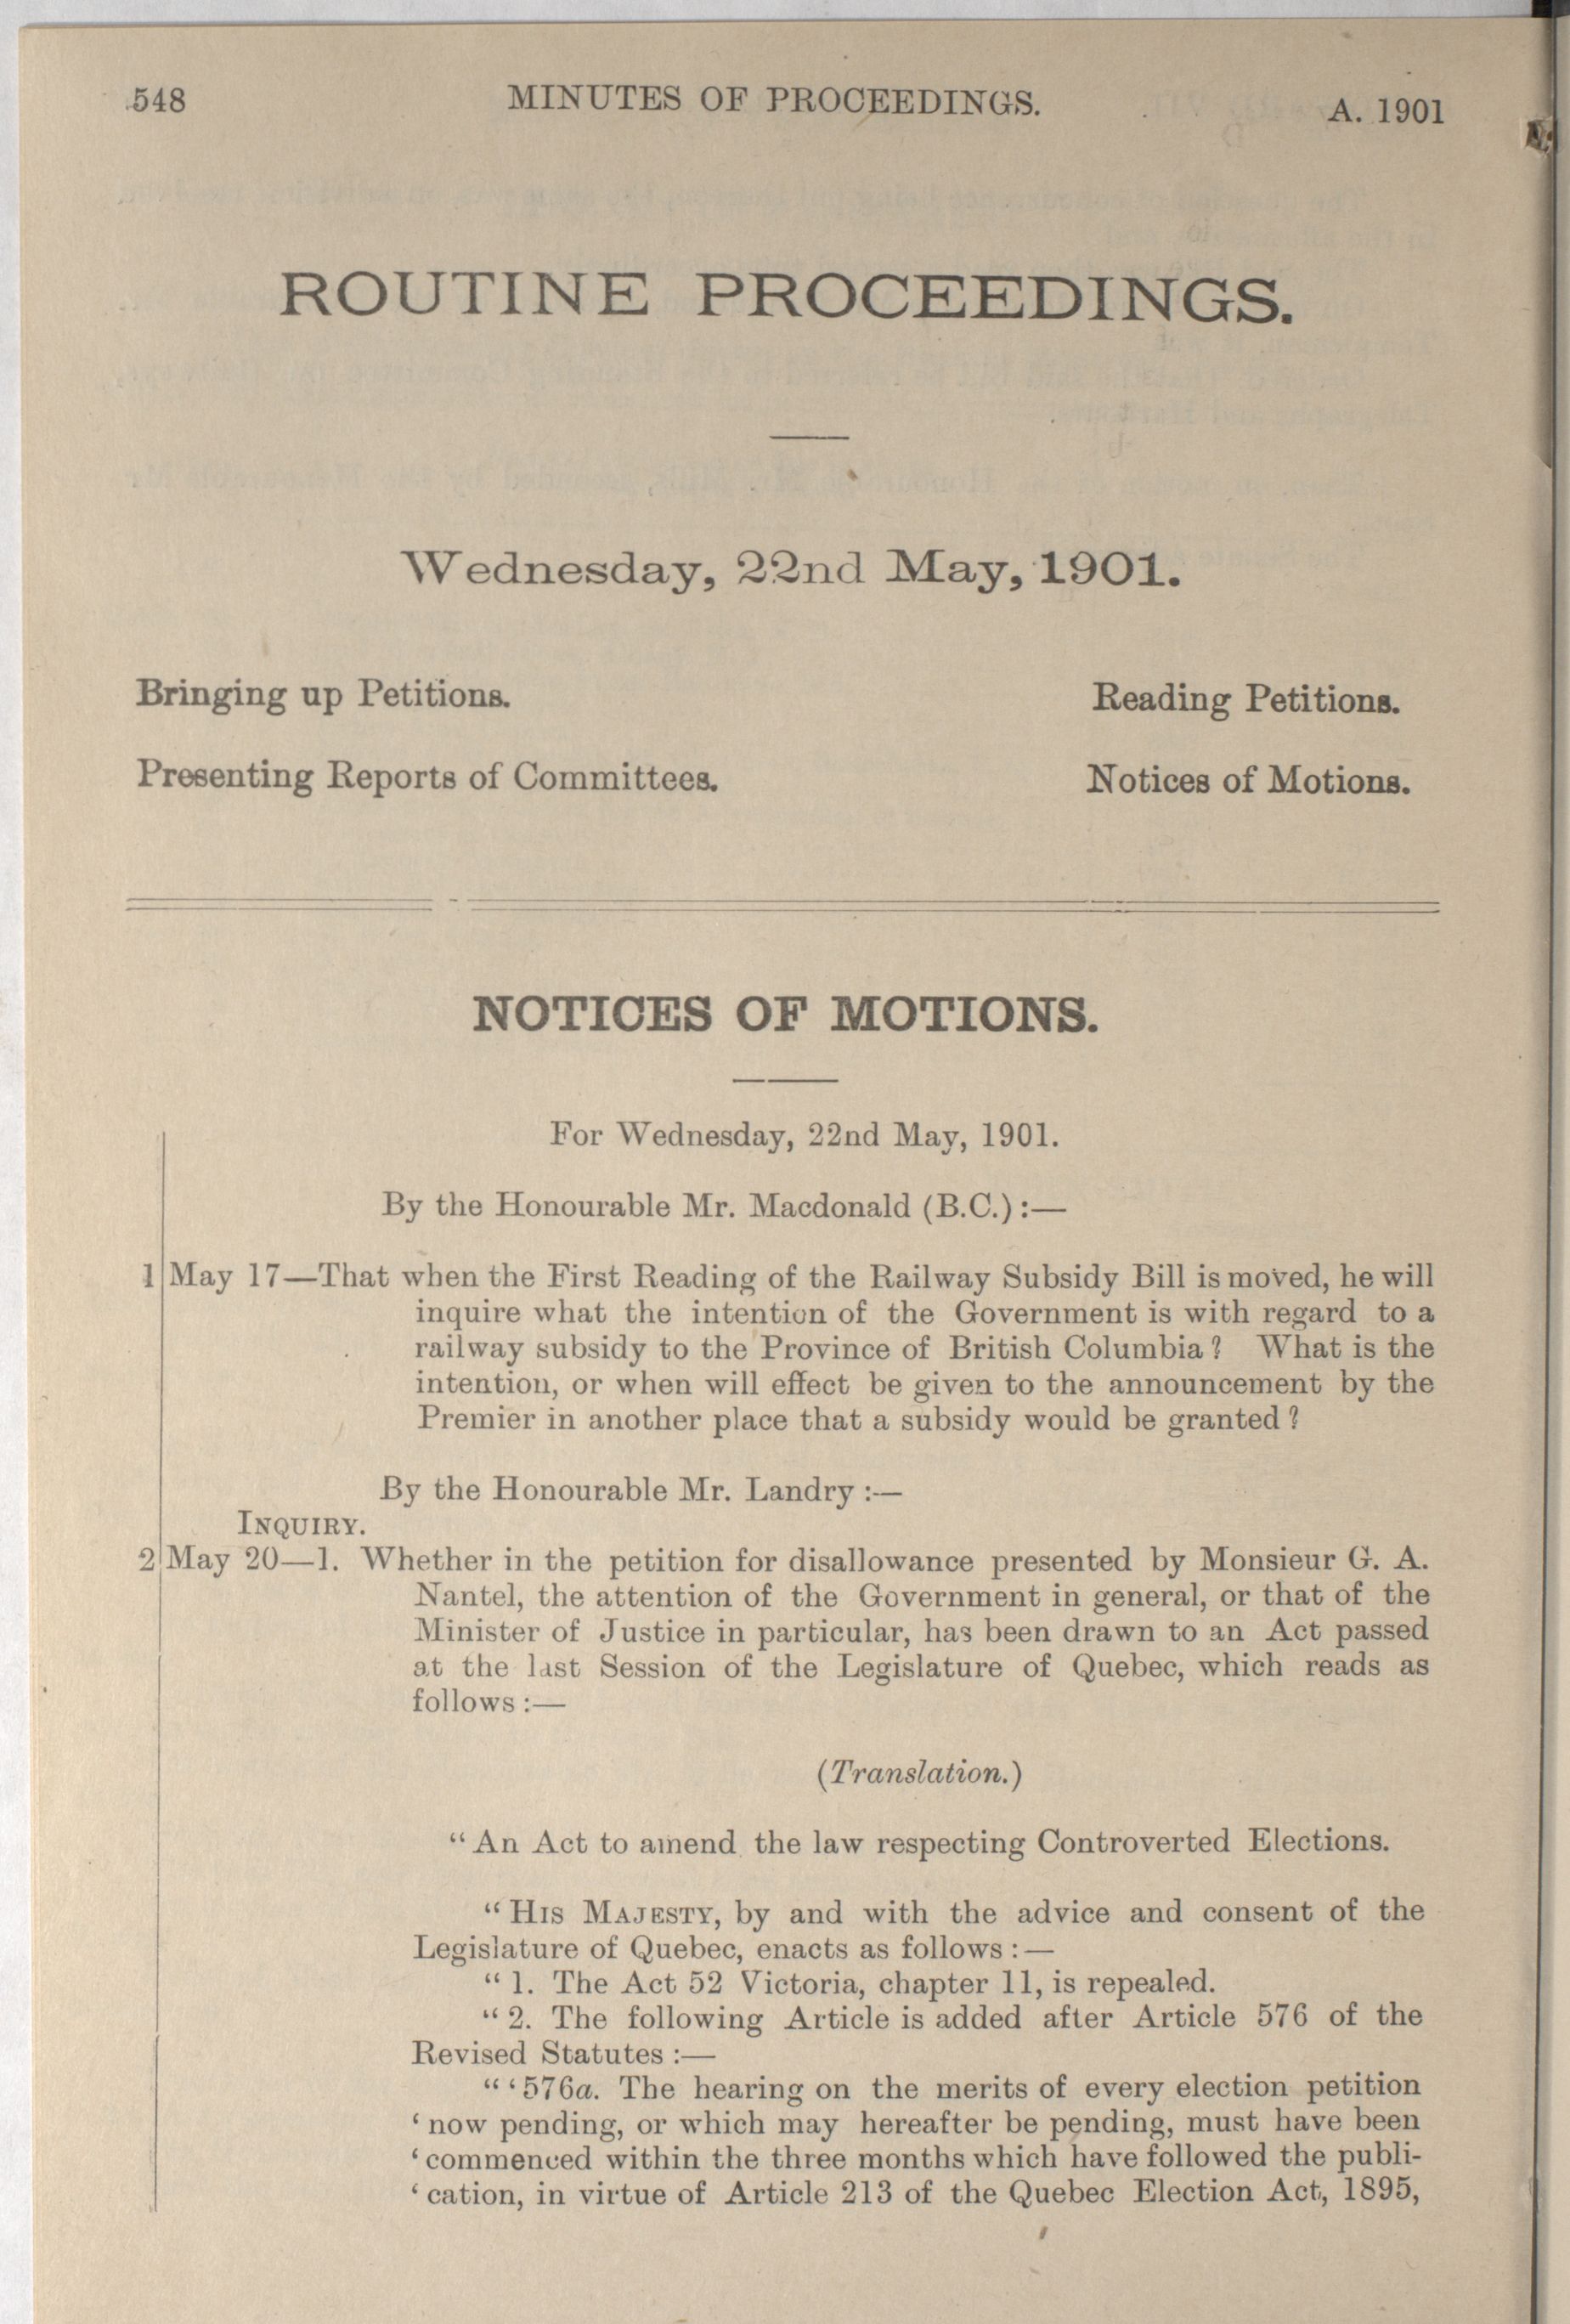 548 MINUTES OF PROCEEDINGS. A. 1901
ROUTINE PROCEEDINGS.
Wednesday, 22nd May, 1901.
Bringing up Petitions. Reading Petitions.
Presenting Reports of Committees. Notices of Motions.
NOTICES OF MOTIONS.
For Wednesday, 22nd May, 1901.
By the Honourable Mr. Macdonald (B.C.) :—
1 May 17—That when the First Reading of the Railway Subsidy Bill is moved, he will
inquire what the intention of the Government is with regard to a
railway subsidy to the Province of British Columbia ? What is the
intention, or when will effect be given to the announcement by the
Premier in another place that a subsidy would be granted ?
By the Honourable Mr. Landry :—
INQUIRY.
2 May 20—1. Whether in the petition for disallowance presented by Monsieur G. A.
Nantel, the attention of the Government in general, or that of the
Minister of Justice in particular, has been drawn to an Act passed
at the last Session of the Legislature of Quebec, which reads as
follows :—
(Translation.)
“ An Act to amend the law respecting Controverted Elections.
“ HIS MAJESTY, by and with the advice and consent of the
Legislature of Quebec, enacts as follows : —
“ 1. The Act 52 Victoria, chapter 11, is repealed.
“ 2. The following Article is added after Article 576 of the
Revised Statutes :—
“ ‘ 576a. The hearing on the merits of every election petition
‘ now pending, or which may hereafter be pending, must have been
‘ commenced within the three months which have followed the publi-
‘ cation, in virtue of Article 213 of the Quebec Election Act, 1895,